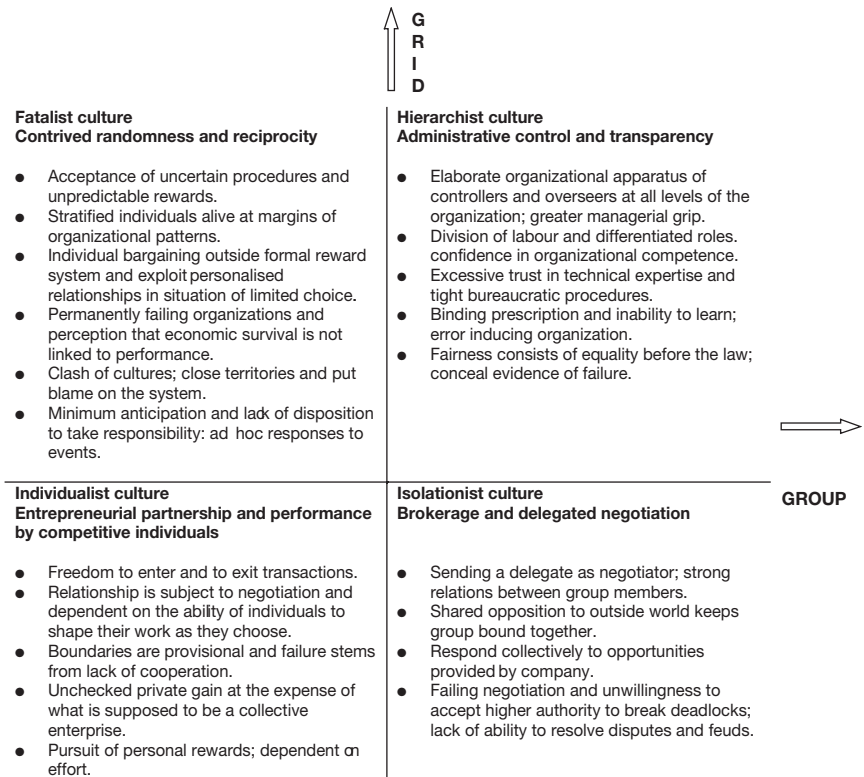 G
R
I
D
Fatalist culture
Contrived randomness and reciprocity
● Acceptance of uncertain procedures and
unpredictable rewards.
● Stratified individuals alive at margins of
organizational patterns.
● Individual bargaining outside formal reward
system and exploit personalised
relationships in situation of limited choice.
● Permanently failing organizations and
perception that economic survival is not
linked to performance.
● Clash of cultures; close territories and put
blame on the system.
● Minimum anticipation and lack of disposition
to take responsibility: ad hoc responses to
events.
Hierarchist culture
Administrative control and transparency
● Elaborate organizational apparatus of
controllers and overseers at all levels of the
organization; greater managerial grip.
● Division of labour and differentiated roles.
confidence in organizational competence.
● Excessive trust in technical expertise and
tight bureaucratic procedures.
● Binding prescription and inability to learn;
error inducing organization.
● Fairness consists of equality before the law;
conceal evidence of failure.
Individualist culture
Entrepreneurial partnership and performance
by competitive individuals
● Freedom to enter and to exit transactions.
● Relationship is subject to negotiation and
dependent on the ability of individuals to
shape their work as they choose.
● Boundaries are provisional and failure stems
from lack of cooperation.
● Unchecked private gain at the expense of
what is supposed to be a collective
enterprise.
● Pursuit of personal rewards; dependent on
effort.
Isolationist culture
Brokerage and delegated negotiation
● Sending a delegate as negotiator; strong
relations between group members.
● Shared opposition to outside world keeps
group bound together.
● Respond collectively to opportunities
provided by company.
● Failing negotiation and unwillingness to
accept higher authority to break deadlocks;
lack of ability to resolve disputes and feuds.
GROUP